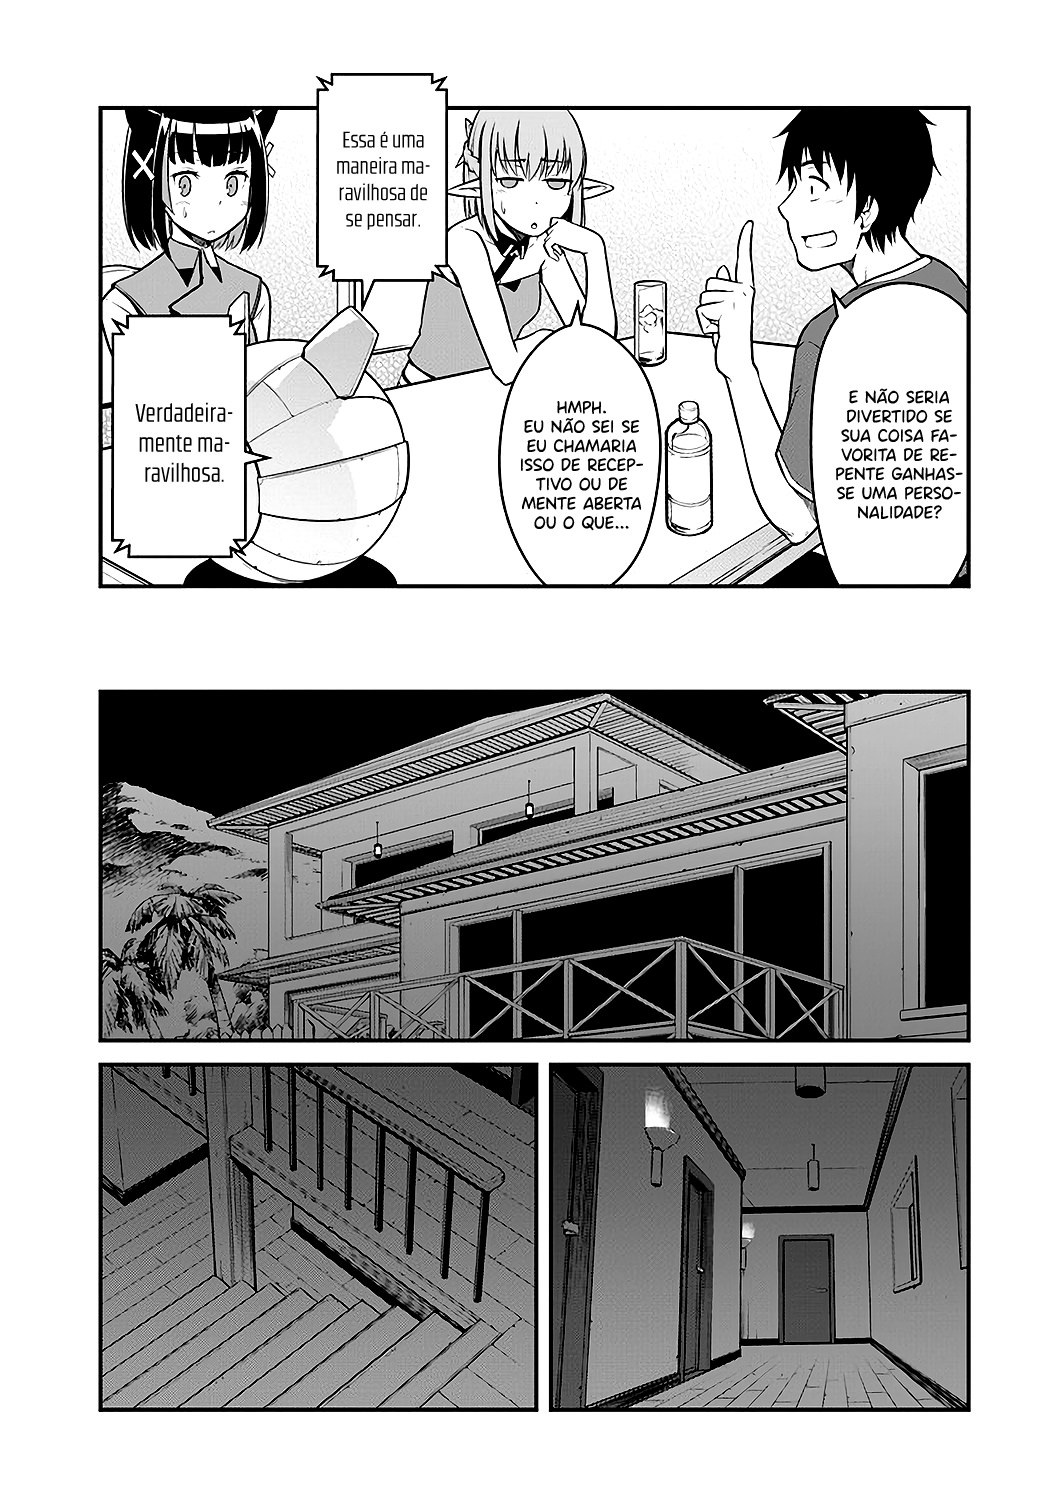 E NÃO SERIA
DIVERTIDO SE
SUA COISA FA-
VORITA DE RE-
PENTE GANHAS-
SE UMA PERSO-
NALIDADE?
HMPH.
EU NÃO SEI SE
EU CHAMARIA
ISSO DE RECEP-
TIVO OU DE
MENTE ABERTA
OU O QUE...
Essa é uma
maneira ma-
ravilhosa de
se pensar.
Verdadeira-
mente ma-
ravilhosa.